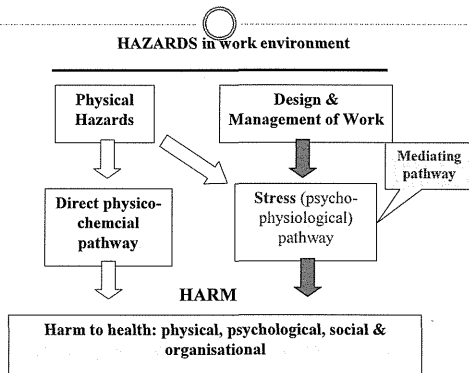 HAZARDS in work environment
Physical
Hazards
Design &
Management of Work
Mediating
pathway
Direct physico-
chemcial
pathway
Stress (psycho-
physiological)
pathway
HARM
Harm to health: physical, psychological, social &
organisational